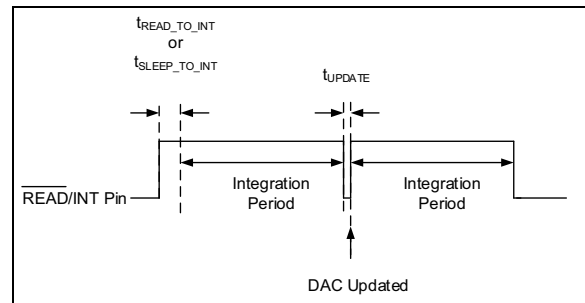 tREAD_TO_INT
or
tSLEEP_TO_INT
tUPDATE
READ/INT Pin
Integration
Period
Integration
Period
DAC Updated